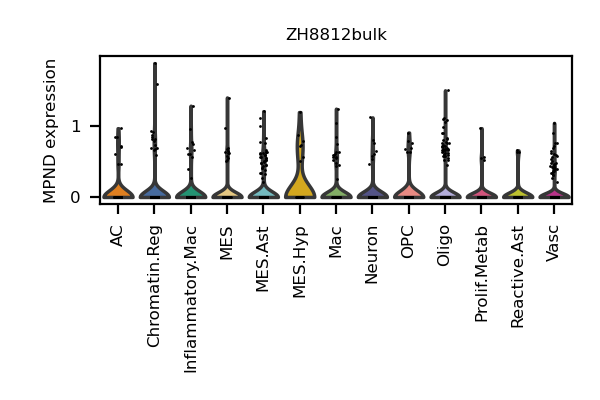 ZH8812bulk
MPND expression
1
0
AC
Chromatin.Reg
Inflammatory.Mac
MES
MES.Ast
MES.Hyp
Mac
Neuron
OPC
Oligo
Prolif.Metab
Reactive.Ast
Vasc